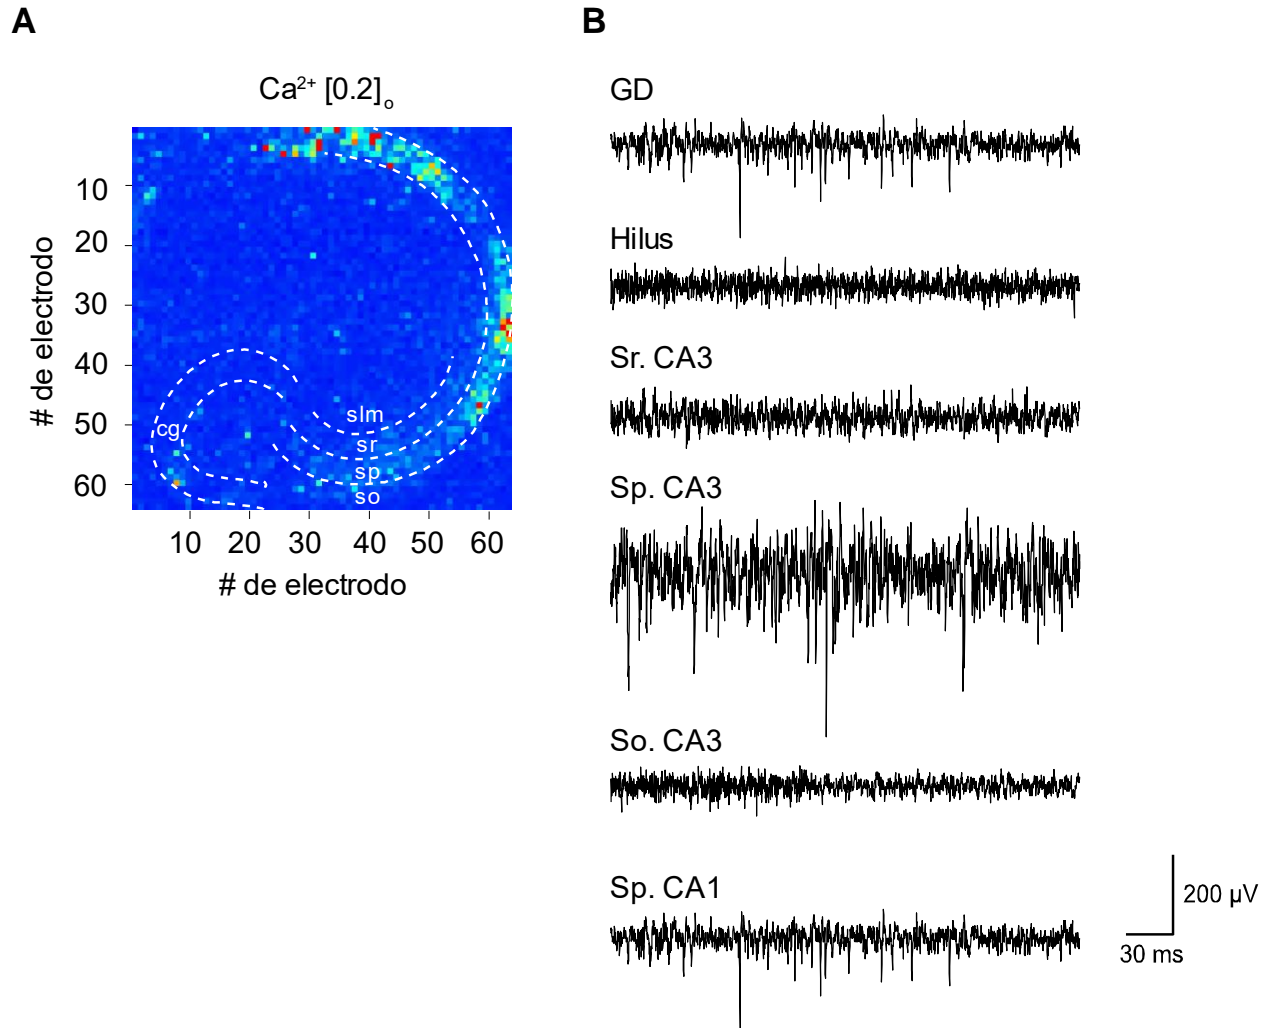 A
Ca²⁺ [0.2]ₒ
# de electrodo
10
20
30
40
50
60
cg
slm
sr
sp
so
10 20 30 40 50 60
# de electrodo
B
GD
Hilus
Sr. CA3
Sp. CA3
So. CA3
Sp. CA1
200 µV
30 ms